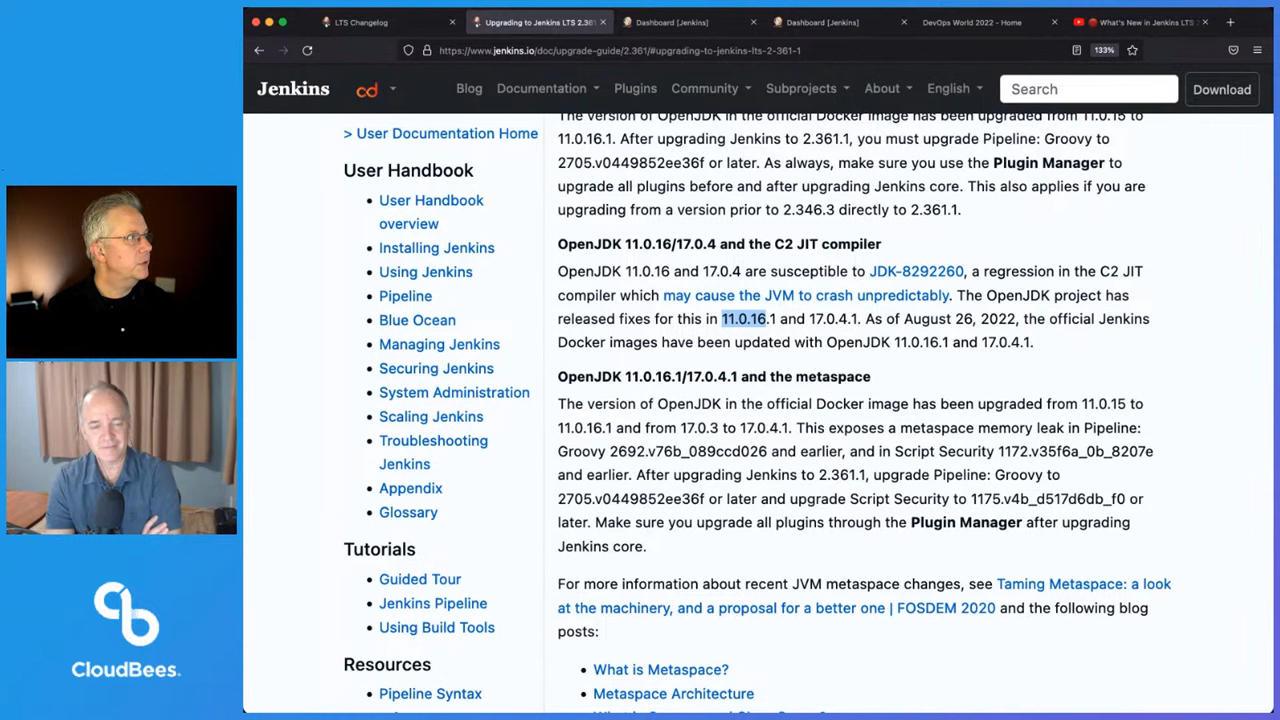 LTS Changelog
Upgrading to Jenkins LTS 2.361
Dashboard [Jenkins]
Dashboard [Jenkins]
DevOps World 2022 - Home
What's New in Jenkins LTS
https://www.jenkins.io/doc/upgrade-guide/2.361/#upgrading-to-jenkins-lts-2-361-1
133%
Jenkins
cd
Blog
Documentation
Plugins
Community
Subprojects
About
English
Search
Download
> User Documentation Home
User Handbook
User Handbook
overview
Installing Jenkins
Using Jenkins
Pipeline
Blue Ocean
Managing Jenkins
Securing Jenkins
System Administration
Scaling Jenkins
Troubleshooting
Jenkins
Appendix
Glossary
Tutorials
Guided Tour
Jenkins Pipeline
Using Build Tools
Resources
Pipeline Syntax
The version of OpenJDK in the official Docker image has been upgraded from 11.0.15 to
11.0.16.1. After upgrading Jenkins to 2.361.1, you must upgrade Pipeline: Groovy to
2705.v0449852ee36f or later. As always, make sure you use the Plugin Manager to
upgrade all plugins before and after upgrading Jenkins core. This also applies if you are
upgrading from a version prior to 2.346.3 directly to 2.361.1.
OpenJDK 11.0.16/17.0.4 and the C2 JIT compiler
OpenJDK 11.0.16 and 17.0.4 are susceptible to JDK-8292260, a regression in the C2 JIT
compiler which may cause the JVM to crash unpredictably. The OpenJDK project has
released fixes for this in 11.0.16.1 and 17.0.4.1. As of August 26, 2022, the official Jenkins
Docker images have been updated with OpenJDK 11.0.16.1 and 17.0.4.1.
OpenJDK 11.0.16.1/17.0.4.1 and the metaspace
The version of OpenJDK in the official Docker image has been upgraded from 11.0.15 to
11.0.16.1 and from 17.0.3 to 17.0.4.1. This exposes a metaspace memory leak in Pipeline:
Groovy 2692.v76b_089ccd026 and earlier, and in Script Security 1172.v35f6a_0b_8207e
and earlier. After upgrading Jenkins to 2.361.1, upgrade Pipeline: Groovy to
2705.v0449852ee36f or later and upgrade Script Security to 1175.v4b_d517d6db_f0 or
later. Make sure you upgrade all plugins through the Plugin Manager after upgrading
Jenkins core.
For more information about recent JVM metaspace changes, see Taming Metaspace: a look
at the machinery, and a proposal for a better one | FOSDEM 2020 and the following blog
posts:
What is Metaspace?
Metaspace Architecture
CloudBees.